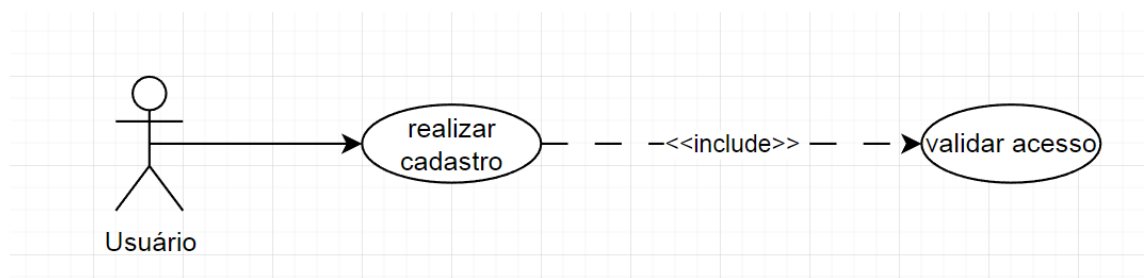 realizar
cadastro
<<include>>
validar acesso
Usuário